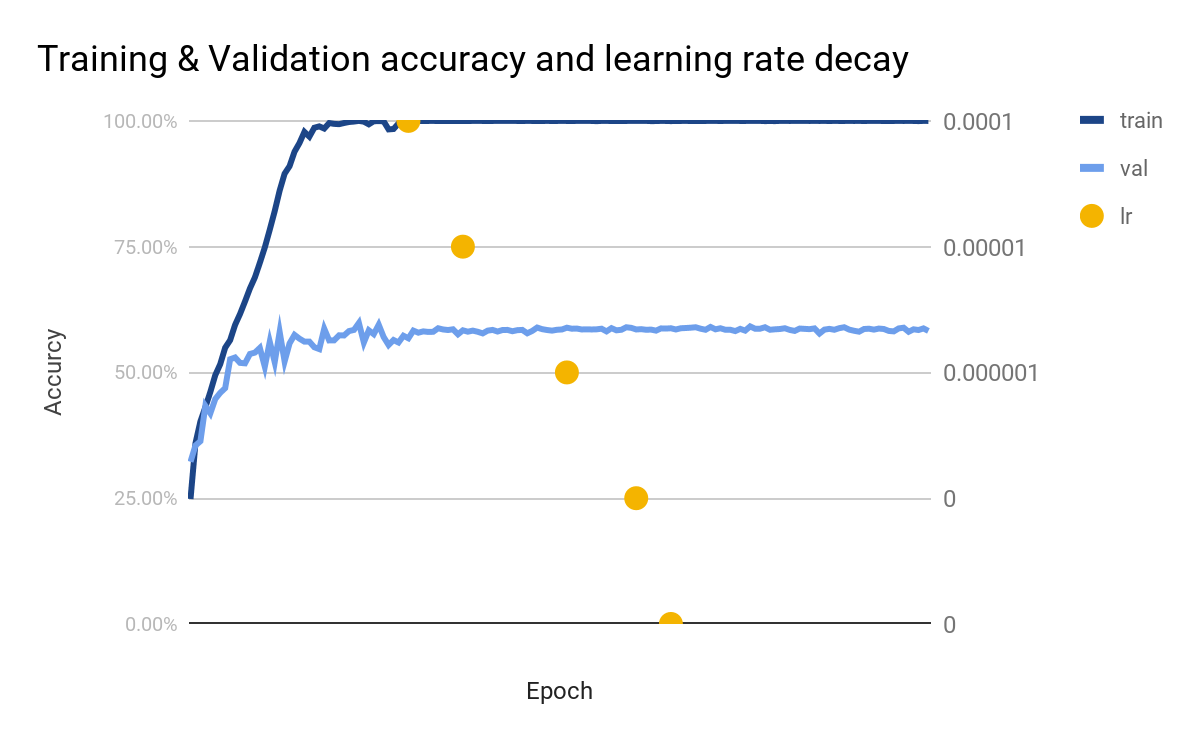 Training & Validation accuracy and learning rate decay
100.00%
75.00%
50.00%
25.00%
0.00%
Accurcy
0.0001
0.00001
0.000001
0
0
train
val
lr
Epoch